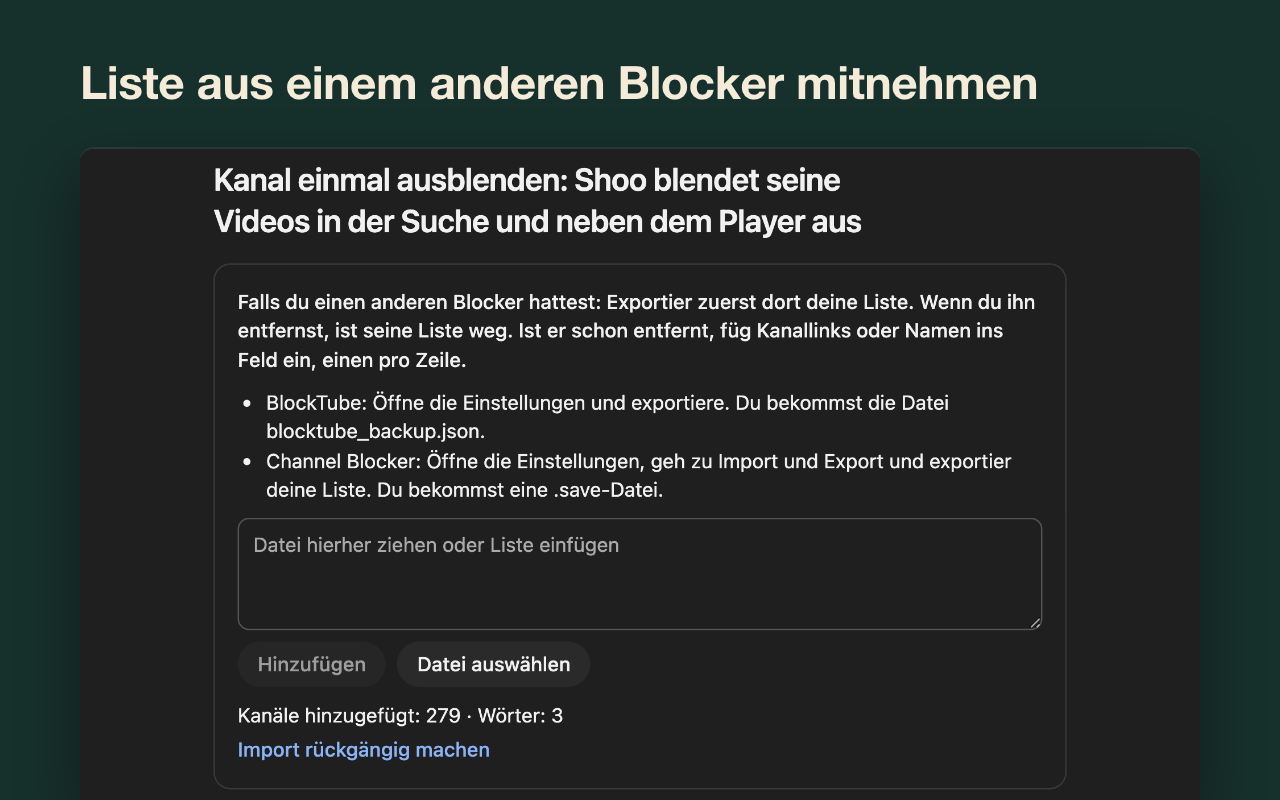 Liste aus einem anderen Blocker mitnehmen
Kanal einmal ausblenden: Shoo blendet seine
Videos in der Suche und neben dem Player aus
Falls du einen anderen Blocker hattest: Exportier zuerst dort deine Liste. Wenn du ihn
entfernst, ist seine Liste weg. Ist er schon entfernt, füg Kanallinks oder Namen ins
Feld ein, einen pro Zeile.
• BlockTube: Öffne die Einstellungen und exportiere. Du bekommst die Datei
blocktube_backup.json.
• Channel Blocker: Öffne die Einstellungen, geh zu Import und Export und exportier
deine Liste. Du bekommst eine .save-Datei.
Datei hierher ziehen oder Liste einfügen
Hinzufügen Datei auswählen
Kanäle hinzugefügt: 279 · Wörter: 3
Import rückgängig machen